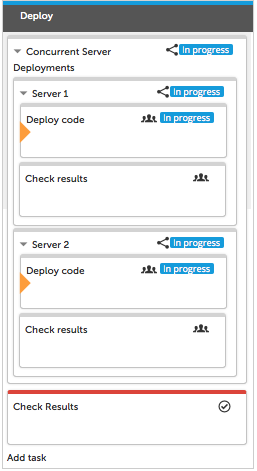 Deploy
Concurrent Server In progress
Deployments
Server 1 In progress
Deploy code In progress
Check results
Server 2 In progress
Deploy code In progress
Check results
Check Results
Add task